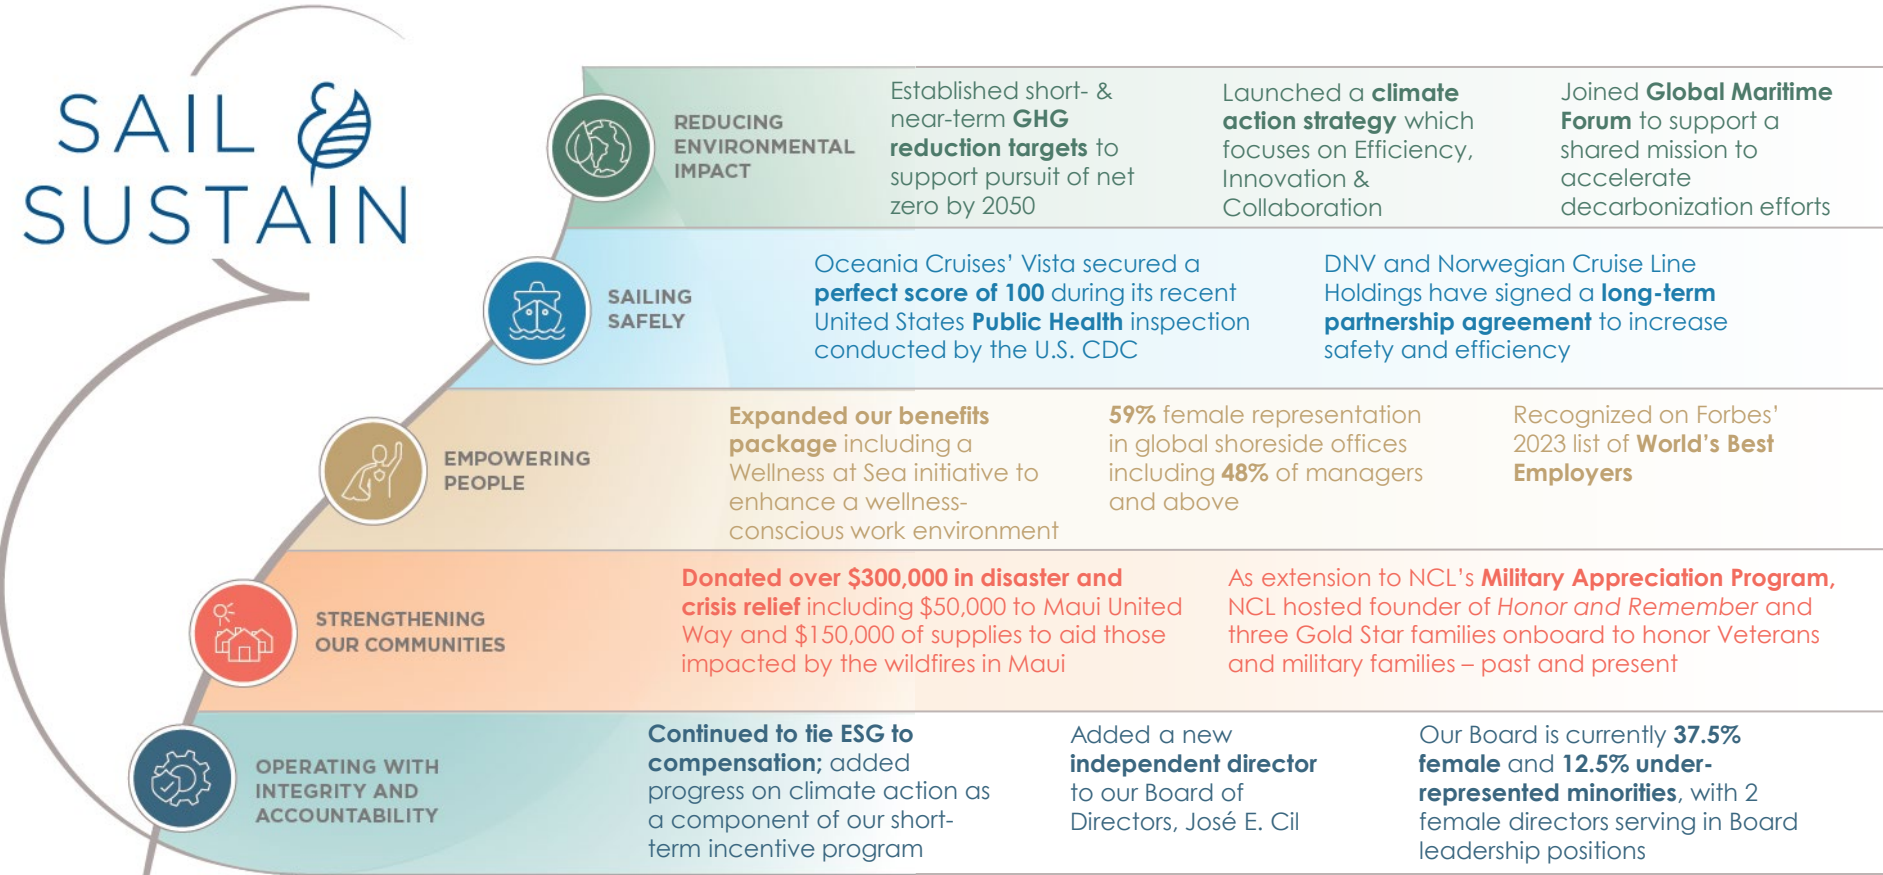 SAIL &
SUSTAIN
REDUCING
ENVIRONMENTAL
IMPACT
Established short- &
near-term GHG
reduction targets to
support pursuit of net
zero by 2050
Launched a climate
action strategy which
focuses on Efficiency,
Innovation &
Collaboration
Joined Global Maritime
Forum to support a
shared mission to
accelerate
decarbonization efforts
SAILING
SAFELY
Oceania Cruises’ Vista secured a
perfect score of 100 during its recent
United States Public Health inspection
conducted by the U.S. CDC
DNV and Norwegian Cruise Line
Holdings have signed a long-term
partnership agreement to increase
safety and efficiency
EMPOWERING
PEOPLE
Expanded our benefits
package including a
Wellness at Sea initiative to
enhance a wellness-
conscious work environment
59% female representation
in global shoreside offices
including 48% of managers
and above
Recognized on Forbes’
2023 list of World’s Best
Employers
STRENGTHENING
OUR COMMUNITIES
Donated over $300,000 in disaster and
crisis relief including $50,000 to Maui United
Way and $150,000 of supplies to aid those
impacted by the wildfires in Maui
As extension to NCL’s Military Appreciation Program,
NCL hosted founder of Honor and Remember and
three Gold Star families onboard to honor Veterans
and military families – past and present
OPERATING WITH
INTEGRITY AND
ACCOUNTABILITY
Continued to tie ESG to
compensation; added
progress on climate action as
a component of our short-
term incentive program
Added a new
independent director
to our Board of
Directors, José E. Cil
Our Board is currently 37.5%
female and 12.5% under-
represented minorities, with 2
female directors serving in Board
leadership positions